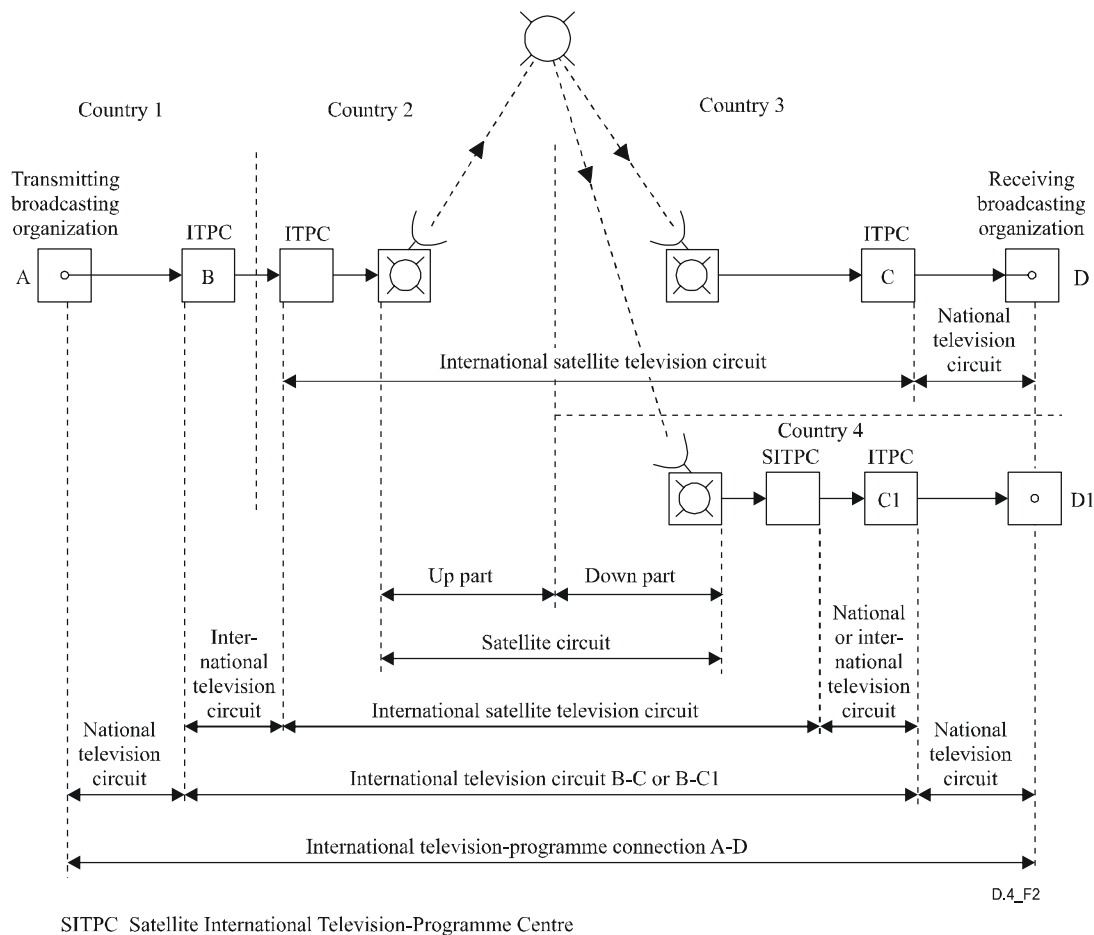 Country 1
Country 2
Country 3
Transmitting
broadcasting
organization
Receiving
broadcasting
organization
ITPC
ITPC
ITPC
A
B
C
D
National
television
circuit
International satellite television circuit
Country 4
SITPC
ITPC
C1
D1
Up part
Down part
National
or inter-
national
television
circuit
Inter-
national
television
circuit
Satellite circuit
International satellite television circuit
National
television
circuit
National
television
circuit
International television circuit B-C or B-C1
International television-programme connection A-D
D.4_F2
SITPC Satellite International Television-Programme Centre